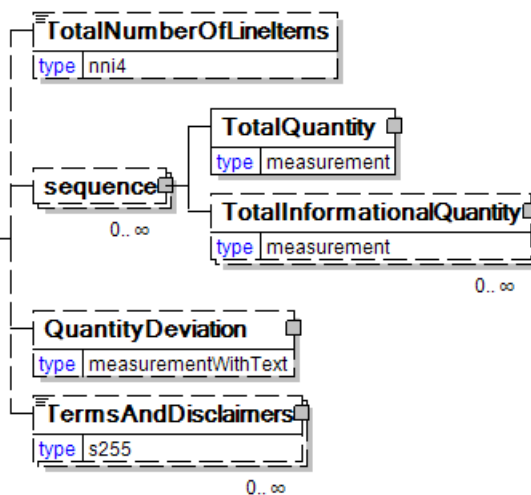 TotalNumberOfLineItems
type nni4
TotalQuantity
type measurement
sequence
0.. ∞
TotalInformationalQuantity
type measurement
0.. ∞
QuantityDeviation
type measurementWithText
TermsAndDisclaimers
type s255
0.. ∞